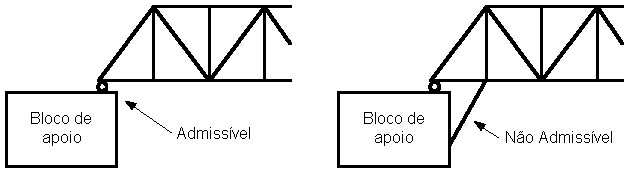 Bloco de
apoio
Admissível
Bloco de
apoio
Não Admissível